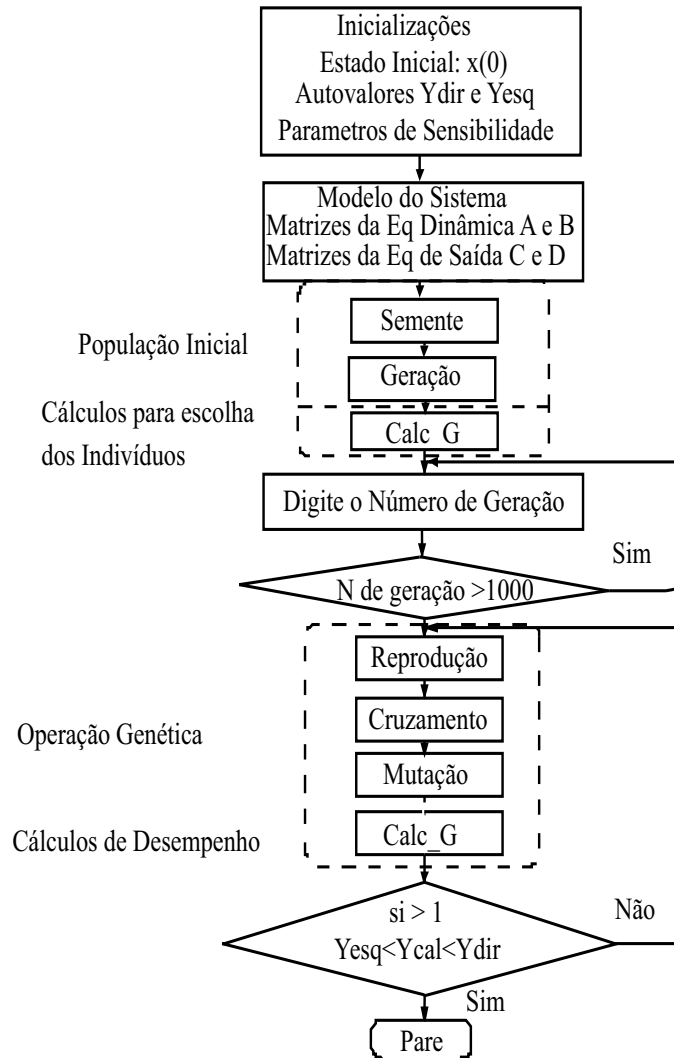 Inicializações
Estado Inicial: x(0)
Autovalores Ydir e Yesq
Parametros de Sensibilidade
Modelo do Sistema
Matrizes da Eq Dinâmica A e B
Matrizes da Eq de Saída C e D
Semente
População Inicial
Geração
Cálculos para escolha
dos Indivíduos
Calc_G
Digite o Número de Geração
Sim
N de geração >1000
Reprodução
Cruzamento
Operação Genética
Mutação
Cálculos de Desempenho
Calc_G
si > 1
Não
Yesq<Ycal<Ydir
Sim
Pare